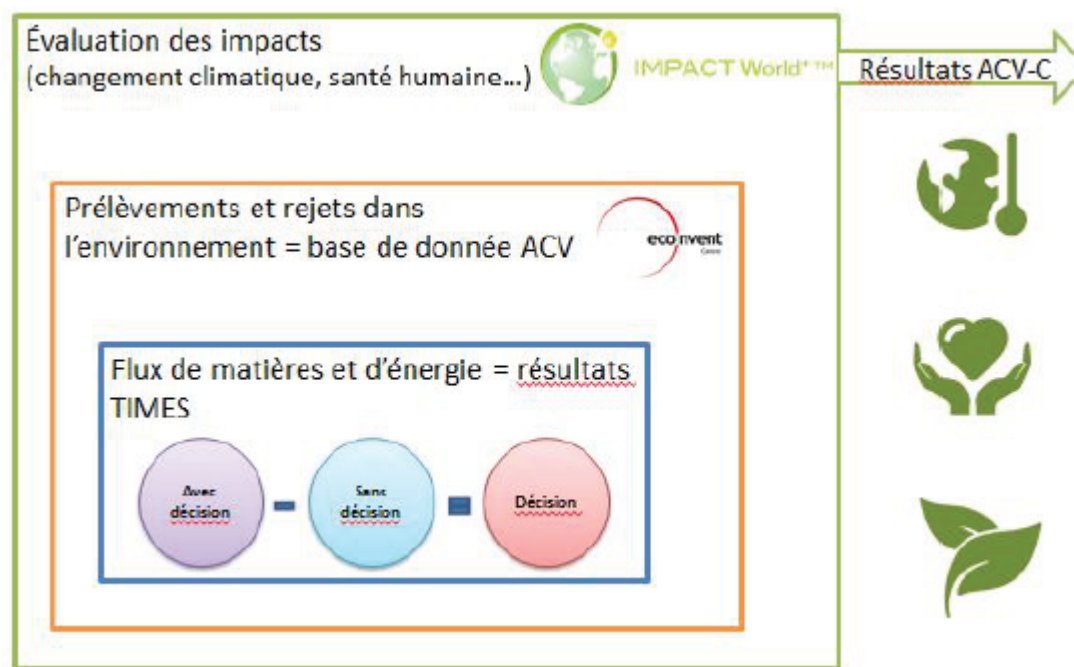 Évaluation des impacts
(changement climatique, santé humaine...)
IMPACT World+ ™
Résultats ACV-C
Prélèvements et rejets dans
l'environnement = base de donnée ACV
ecoinvent
Centre
Flux de matières et d'énergie = résultats
TIMES
Avec
décision
-
Sans
décision
=
Décision